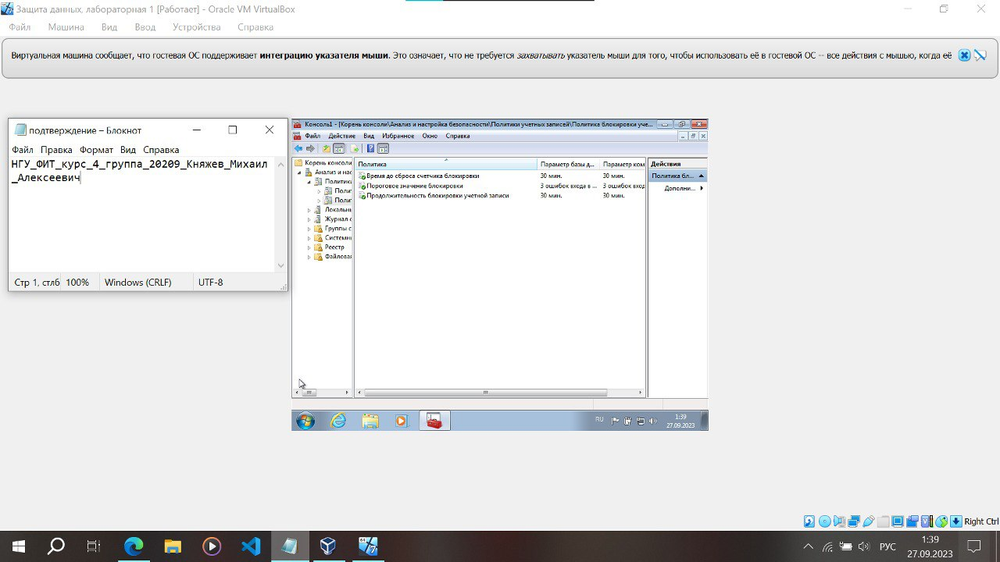 Защита данных, лабораторная 1 [Работает] - Oracle VM VirtualBox
Файл Машина Вид Ввод Устройства Справка
Виртуальная машина сообщает, что гостевая ОС поддерживает интеграцию указателя мыши. Это означает, что не требуется захватывать указатель мыши для того, чтобы использовать её в гостевой ОС -- все действия с мышью, когда её
подтверждение – Блокнот
Файл Правка Формат Вид Справка
НГУ_ФИТ_курс_4_группа_20209_Княжев_Михаил
_Алексеевич
Стр 1, стлб 100% Windows (CRLF) UTF-8
Консоль1 - [Корень консоли\Анализ и настройка безопасности\Политики учетных записей\Политика блокировки уче...
Файл Действие Вид Избранное Окно Справка
Корень консоли
Анализ и нас
Политика
Поли
Поли
Локальны
Журнал с
Группы с
Системны
Реестр
Файловая
Политика Параметр базы д... Параметр ком
Время до сброса счетчика блокировки 30 мин. 30 мин.
Пороговое значение блокировки 3 ошибок входа в ... 3 ошибок вход
Продолжительность блокировки учетной записи 30 мин. 30 мин.
Действия
Политика бл...
Дополни...
RU
1:39
27.09.2023
Right Ctrl
РУС
1:39
27.09.2023